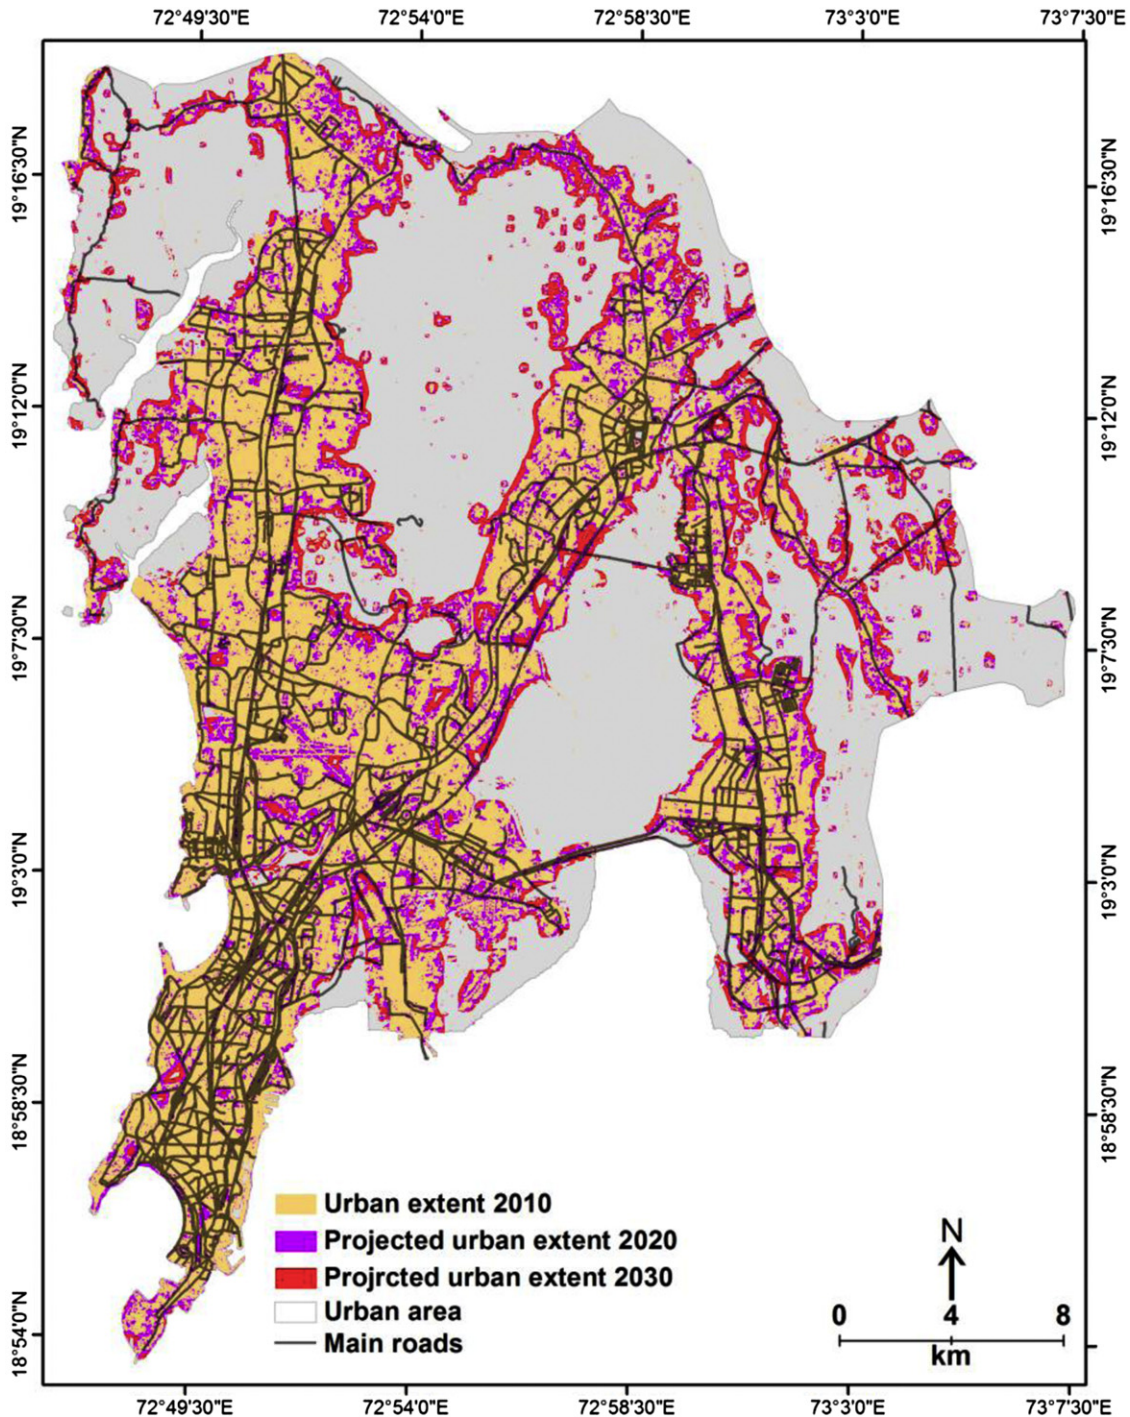 72°49'30"E 72°54'0"E 72°58'30"E 73°3'0"E 73°7'30"E
19°16'30"N 19°16'30"N
19°12'0"N 19°12'0"N
19°7'30"N 19°7'30"N
19°3'0"N 19°3'0"N
18°58'30"N 18°58'30"N
18°54'0"N
Urban extent 2010
Projected urban extent 2020
Projrcted urban extent 2030
Urban area
Main roads
N
0 4 8
km
72°49'30"E 72°54'0"E 72°58'30"E 73°3'0"E 73°7'30"E